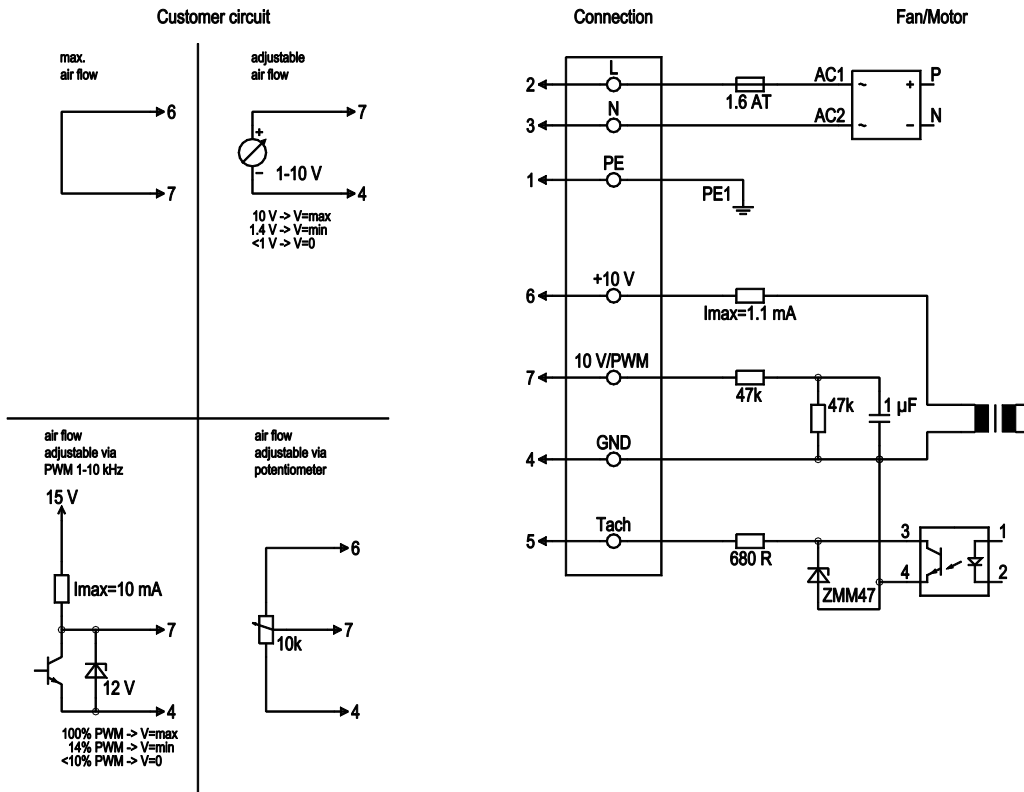 Customer circuit
max.
air flow
6
7
adjustable
air flow
7
+
–
1-10 V
4
10 V -> V=max
1.4 V -> V=min
<1 V -> V=0
air flow
adjustable via
PWM 1-10 kHz
15 V
Imax=10 mA
7
12 V
4
100% PWM -> V=max
14% PWM -> V=min
<10% PWM -> V=0
air flow
adjustable via
potentiometer
6
10k
7
4
Connection
Fan/Motor
2
L
1.6 AT
AC1
~
+
P
3
N
AC2
~
–
N
1
PE
PE1
6
+10 V
Imax=1.1 mA
7
10 V/PWM
47k
47k
1 µF
4
GND
5
Tach
680 R
ZMM47
3
4
1
2